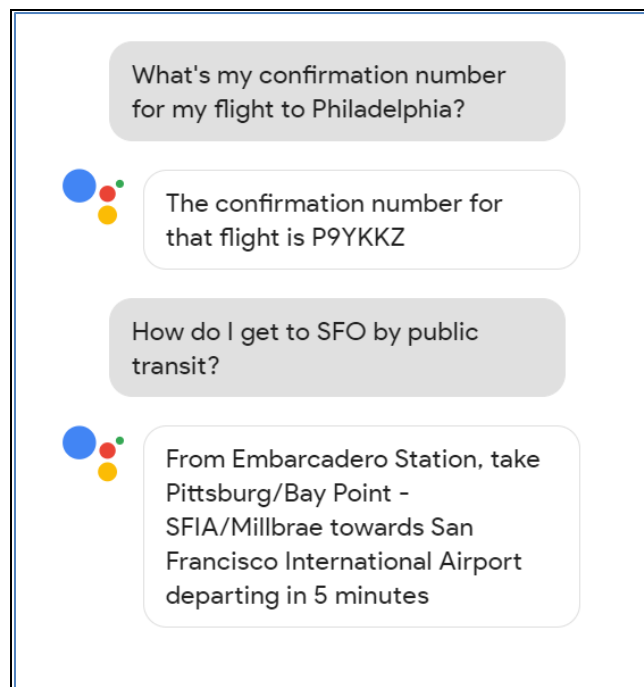 What's my confirmation number
for my flight to Philadelphia?
The confirmation number for
that flight is P9YKKZ
How do I get to SFO by public
transit?
From Embarcadero Station, take
Pittsburg/Bay Point -
SFIA/Millbrae towards San
Francisco International Airport
departing in 5 minutes